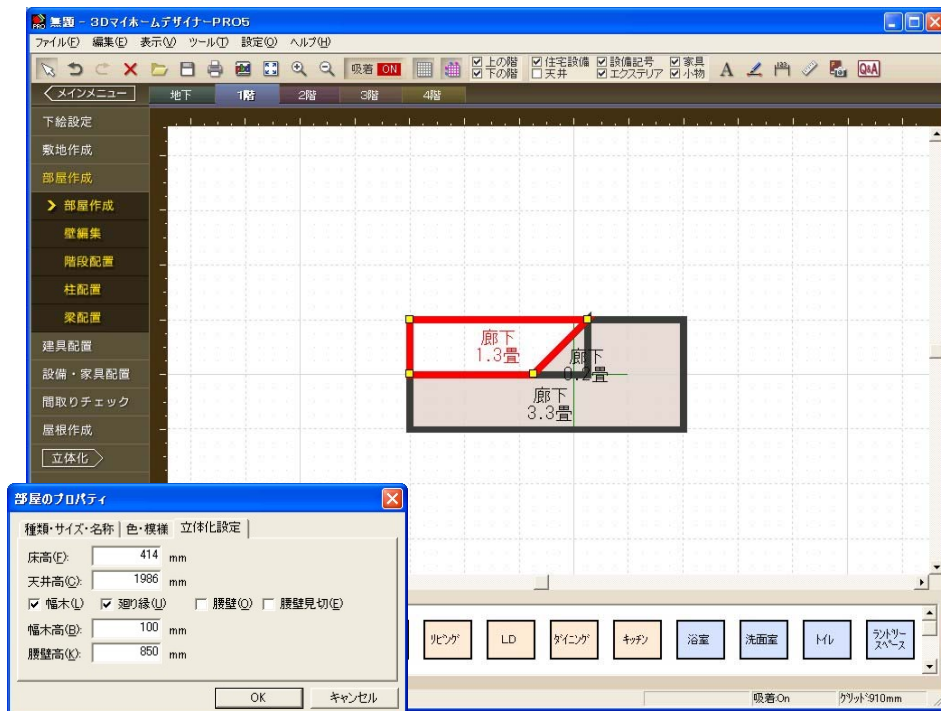 無題 - 3DマイホームデザイナーPRO5
ファイル(F) 編集(E) 表示(V) ツール(T) 設定(O) ヘルプ(H)
吸着 ON 上の階 住宅設備 設備記号 家具
下の階 天井 エクステリア 小物 A Q&A
メインメニュー 地下 1階 2階 3階 4階
下絵設定
敷地作成
部屋作成
部屋作成
壁編集
階段配置
柱配置
梁配置
建具配置
設備・家具配置
間取りチェック
屋根作成
立体化
廊下
1.3畳
廊下
0.2畳
廊下
3.3畳
部屋のプロパティ
種類・サイズ・名称 色・模様 立体化設定
床高(F): 414 mm
天井高(C): 1986 mm
幅木(L) 廻り縁(U) 腰壁(O) 腰壁見切(E)
幅木高(B): 100 mm
腰壁高(K): 850 mm
OK キャンセル
リビング LD ダイニング キッチン 浴室 洗面室 トイレ ラントリースペース
吸着:On グリッド:910mm